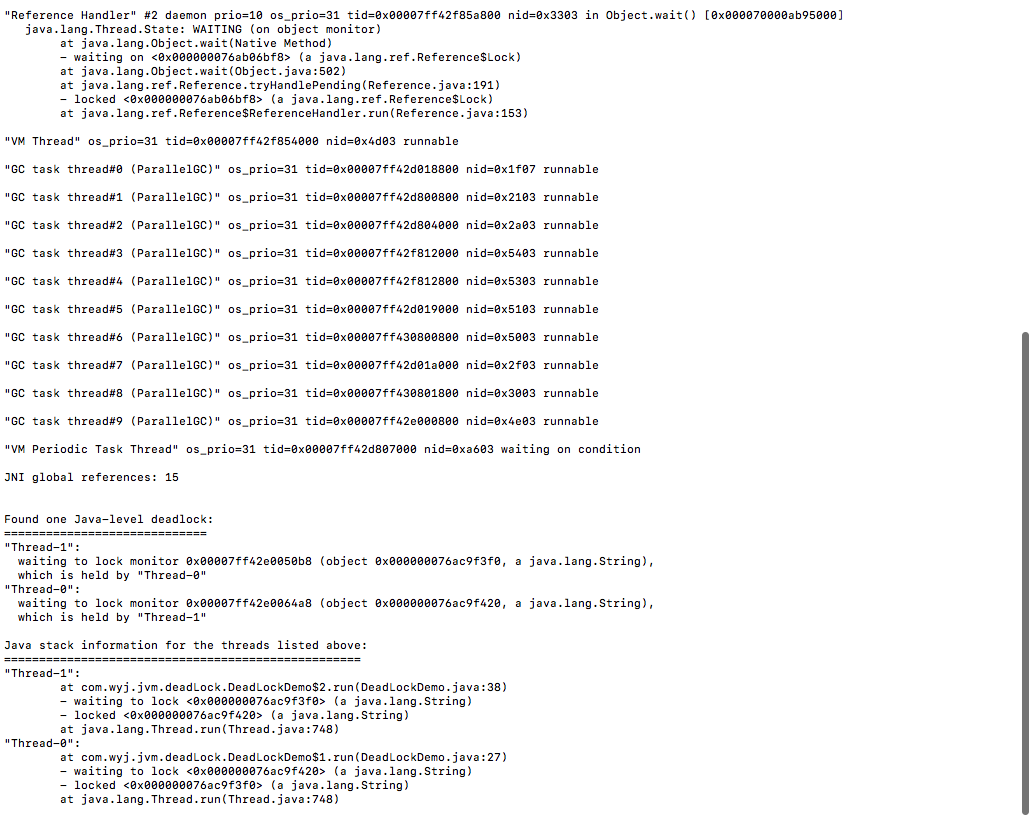 "Reference Handler" #2 daemon prio=10 os_prio=31 tid=0x00007ff42f85a800 nid=0x3303 in Object.wait() [0x000070000ab95000]
   java.lang.Thread.State: WAITING (on object monitor)
        at java.lang.Object.wait(Native Method)
        - waiting on <0x000000076ab06bf8> (a java.lang.ref.Reference$Lock)
        at java.lang.Object.wait(Object.java:502)
        at java.lang.ref.Reference.tryHandlePending(Reference.java:191)
        - locked <0x000000076ab06bf8> (a java.lang.ref.Reference$Lock)
        at java.lang.ref.Reference$ReferenceHandler.run(Reference.java:153)

"VM Thread" os_prio=31 tid=0x00007ff42f854000 nid=0x4d03 runnable

"GC task thread#0 (ParallelGC)" os_prio=31 tid=0x00007ff42d018800 nid=0x1f07 runnable

"GC task thread#1 (ParallelGC)" os_prio=31 tid=0x00007ff42d800800 nid=0x2103 runnable

"GC task thread#2 (ParallelGC)" os_prio=31 tid=0x00007ff42d804000 nid=0x2a03 runnable

"GC task thread#3 (ParallelGC)" os_prio=31 tid=0x00007ff42f812000 nid=0x5403 runnable

"GC task thread#4 (ParallelGC)" os_prio=31 tid=0x00007ff42f812800 nid=0x5303 runnable

"GC task thread#5 (ParallelGC)" os_prio=31 tid=0x00007ff42d019000 nid=0x5103 runnable

"GC task thread#6 (ParallelGC)" os_prio=31 tid=0x00007ff430800800 nid=0x5003 runnable

"GC task thread#7 (ParallelGC)" os_prio=31 tid=0x00007ff42d01a000 nid=0x2f03 runnable

"GC task thread#8 (ParallelGC)" os_prio=31 tid=0x00007ff430801800 nid=0x3003 runnable

"GC task thread#9 (ParallelGC)" os_prio=31 tid=0x00007ff42e000800 nid=0x4e03 runnable

"VM Periodic Task Thread" os_prio=31 tid=0x00007ff42d807000 nid=0xa603 waiting on condition

JNI global references: 15


Found one Java-level deadlock:
=============================
"Thread-1":
  waiting to lock monitor 0x00007ff42e0050b8 (object 0x000000076ac9f3f0, a java.lang.String),
  which is held by "Thread-0"
"Thread-0":
  waiting to lock monitor 0x00007ff42e0064a8 (object 0x000000076ac9f420, a java.lang.String),
  which is held by "Thread-1"

Java stack information for the threads listed above:
===================================================
"Thread-1":
        at com.wyj.jvm.deadLock.DeadLockDemo$2.run(DeadLockDemo.java:38)
        - waiting to lock <0x000000076ac9f3f0> (a java.lang.String)
        - locked <0x000000076ac9f420> (a java.lang.String)
        at java.lang.Thread.run(Thread.java:748)
"Thread-0":
        at com.wyj.jvm.deadLock.DeadLockDemo$1.run(DeadLockDemo.java:27)
        - waiting to lock <0x000000076ac9f420> (a java.lang.String)
        - locked <0x000000076ac9f3f0> (a java.lang.String)
        at java.lang.Thread.run(Thread.java:748)